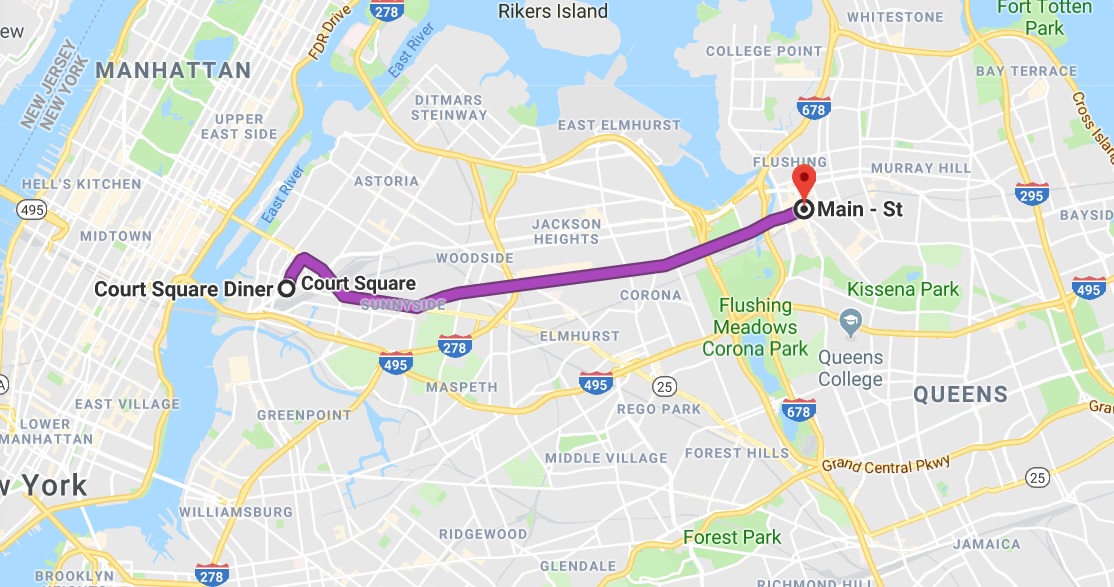 Rikers Island
WHITESTONE
Fort Totten
Park
278
FDR Drive
East River
COLLEGE POINT
BAY TERRACE
ew
NEW JERSEY
NEW YORK
MANHATTAN
DITMARS
STEINWAY
678
Cross Islan
UPPER
EAST SIDE
EAST ELMHURST
FLUSHING
MURRAY HILL
HELL'S KITCHEN
East River
ASTORIA
295
495
Main - St
BAYSID
MIDTOWN
JACKSON
HEIGHTS
WOODSIDE
Court Square Diner
Court Square
SUNNYSIDE
CORONA
Kissena Park
495
Flushing
Meadows
Corona Park
278
ELMHURST
495
Queens
College
A
MASPETH
495
25
QUEENS
EAST VILLAGE
GREENPOINT
REGO PARK
678
Gra
LOWER
MANHATTAN
MIDDLE VILLAGE
FOREST HILLS
Grand Central Pkwy
25
w York
WILLIAMSBURG
RIDGEWOOD
Forest Park
JAMAICA
278
GLENDALE
BROOKLYN
HEIGHTS
RICHMOND HILL